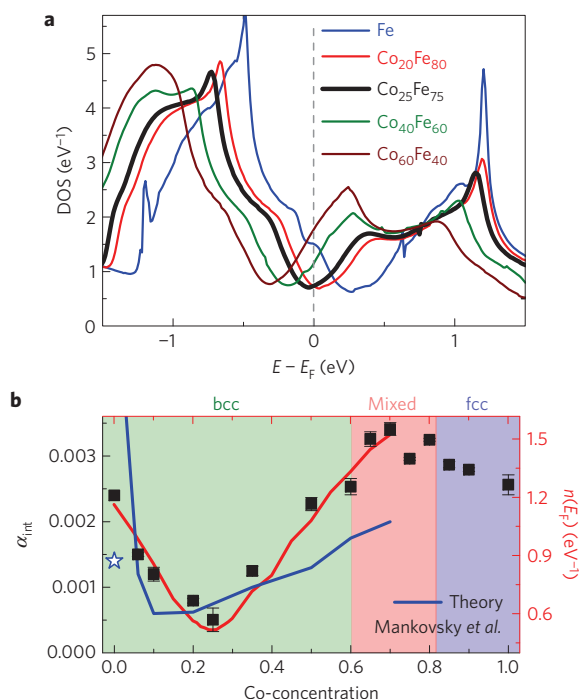 a
Fe
Co20Fe80
Co25Fe75
Co40Fe60
Co60Fe40
5
4
3
2
1
0
DOS (eV⁻¹)
−1
0
1
E − EF (eV)
b
bcc
Mixed
fcc
0.003
0.002
0.001
0.000
αint
1.5
1.2
0.9
0.6
n(EF) (eV⁻¹)
Theory
Mankovsky et al.
0.0
0.2
0.4
0.6
0.8
1.0
Co-concentration